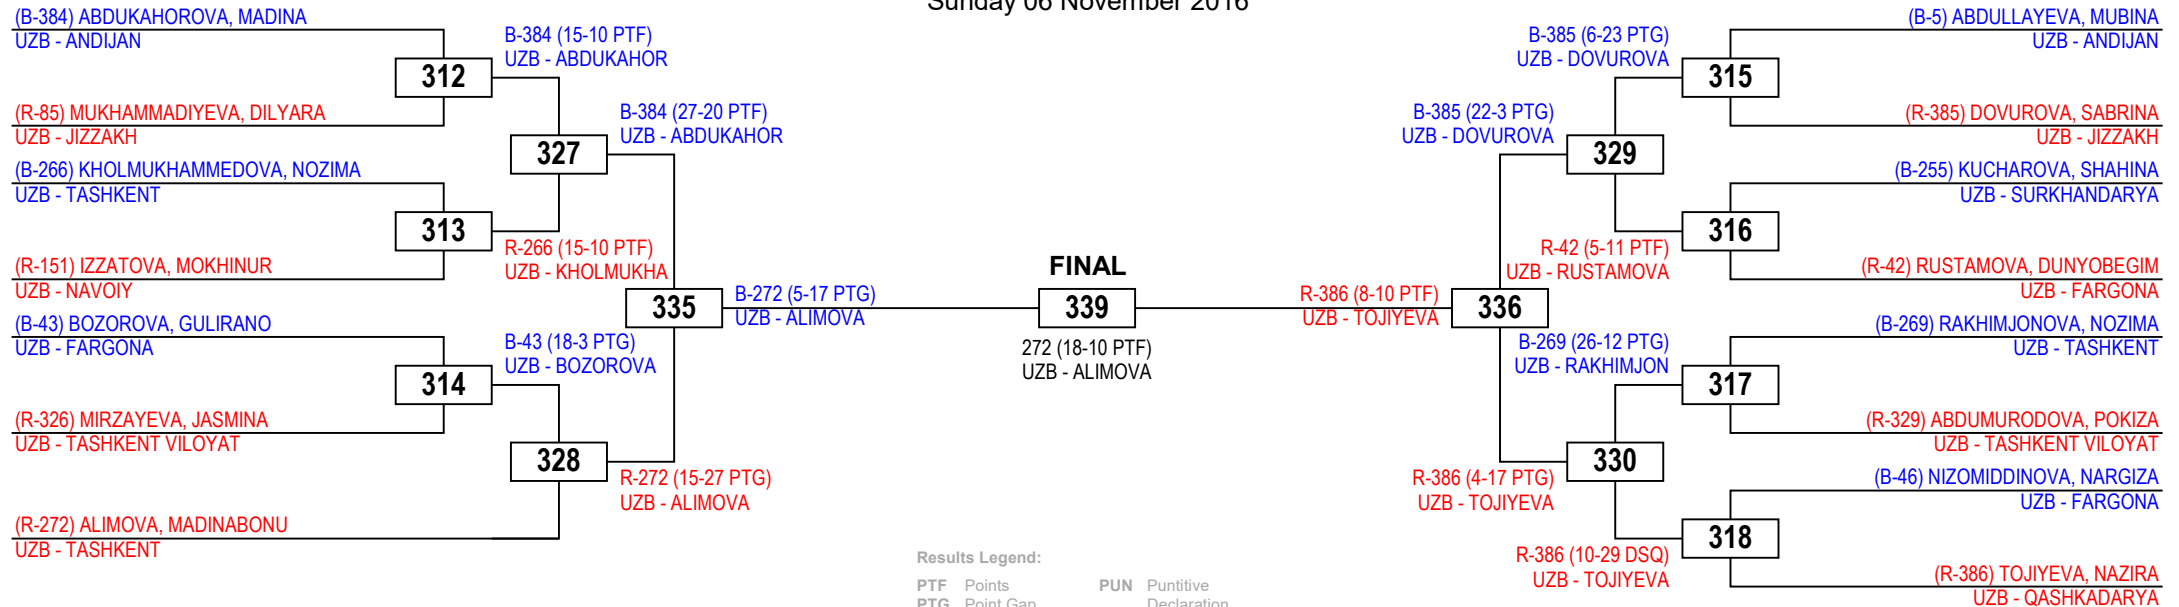 Sunday 06 November 2016
(B-384) ABDUKAHOROVA, MADINA
UZB - ANDIJAN
312
(R-85) MUKHAMMADIYEVA, DILYARA
UZB - JIZZAKH
(B-266) KHOLMUKHAMMEDOVA, NOZIMA
UZB - TASHKENT
313
(R-151) IZZATOVA, MOKHINUR
UZB - NAVOIY
(B-43) BOZOROVA, GULIRANO
UZB - FARGONA
314
(R-326) MIRZAYEVA, JASMINA
UZB - TASHKENT VILOYAT
(R-272) ALIMOVA, MADINABONU
UZB - TASHKENT
B-384 (15-10 PTF)
UZB - ABDUKAHOR
327
R-266 (15-10 PTF)
UZB - KHOLMUKHA
B-43 (18-3 PTG)
UZB - BOZOROVA
328
B-384 (27-20 PTF)
UZB - ABDUKAHOR
335
R-272 (15-27 PTG)
UZB - ALIMOVA
B-272 (5-17 PTG)
UZB - ALIMOVA
FINAL
339
272 (18-10 PTF)
UZB - ALIMOVA
R-386 (8-10 PTF)
UZB - TOJIYEVA
B-385 (22-3 PTG)
UZB - DOVUROVA
336
R-386 (4-17 PTG)
UZB - TOJIYEVA
B-385 (6-23 PTG)
UZB - DOVUROVA
329
R-42 (5-11 PTF)
UZB - RUSTAMOVA
B-269 (26-12 PTG)
UZB - RAKHIMJON
330
R-386 (10-29 DSQ)
UZB - TOJIYEVA
(B-5) ABDULLAYEVA, MUBINA
UZB - ANDIJAN
315
(R-385) DOVUROVA, SABRINA
UZB - JIZZAKH
(B-255) KUCHAROVA, SHAHINA
UZB - SURKHANDARYA
316
(R-42) RUSTAMOVA, DUNYOBEGIM
UZB - FARGONA
(B-269) RAKHIMJONOVA, NOZIMA
UZB - TASHKENT
317
(R-329) ABDUMURODOVA, POKIZA
UZB - TASHKENT VILOYAT
(B-46) NIZOMIDDINOVA, NARGIZA
UZB - FARGONA
318
(R-386) TOJIYEVA, NAZIRA
UZB - QASHKADARYA
Results Legend:
PTF Points PUN Puntitive
PTG Point Gap Declaration